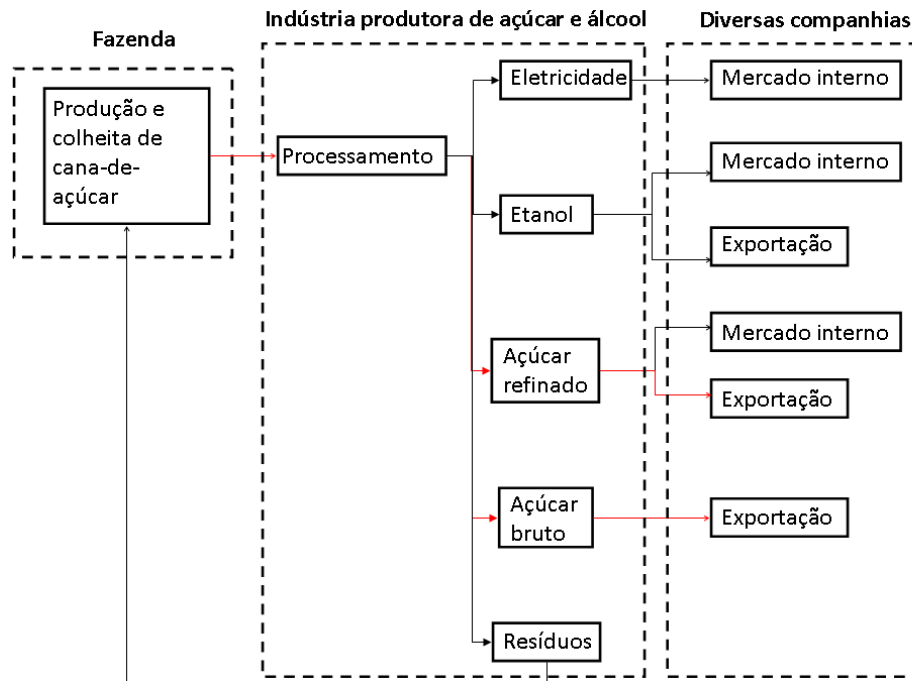 Fazenda
Indústria produtora de açúcar e álcool
Diversas companhias
Produção e
colheita de
cana-de-
açúcar
Processamento
Eletricidade
Etanol
Açúcar
refinado
Açúcar
bruto
Resíduos
Mercado interno
Mercado interno
Exportação
Mercado interno
Exportação
Exportação